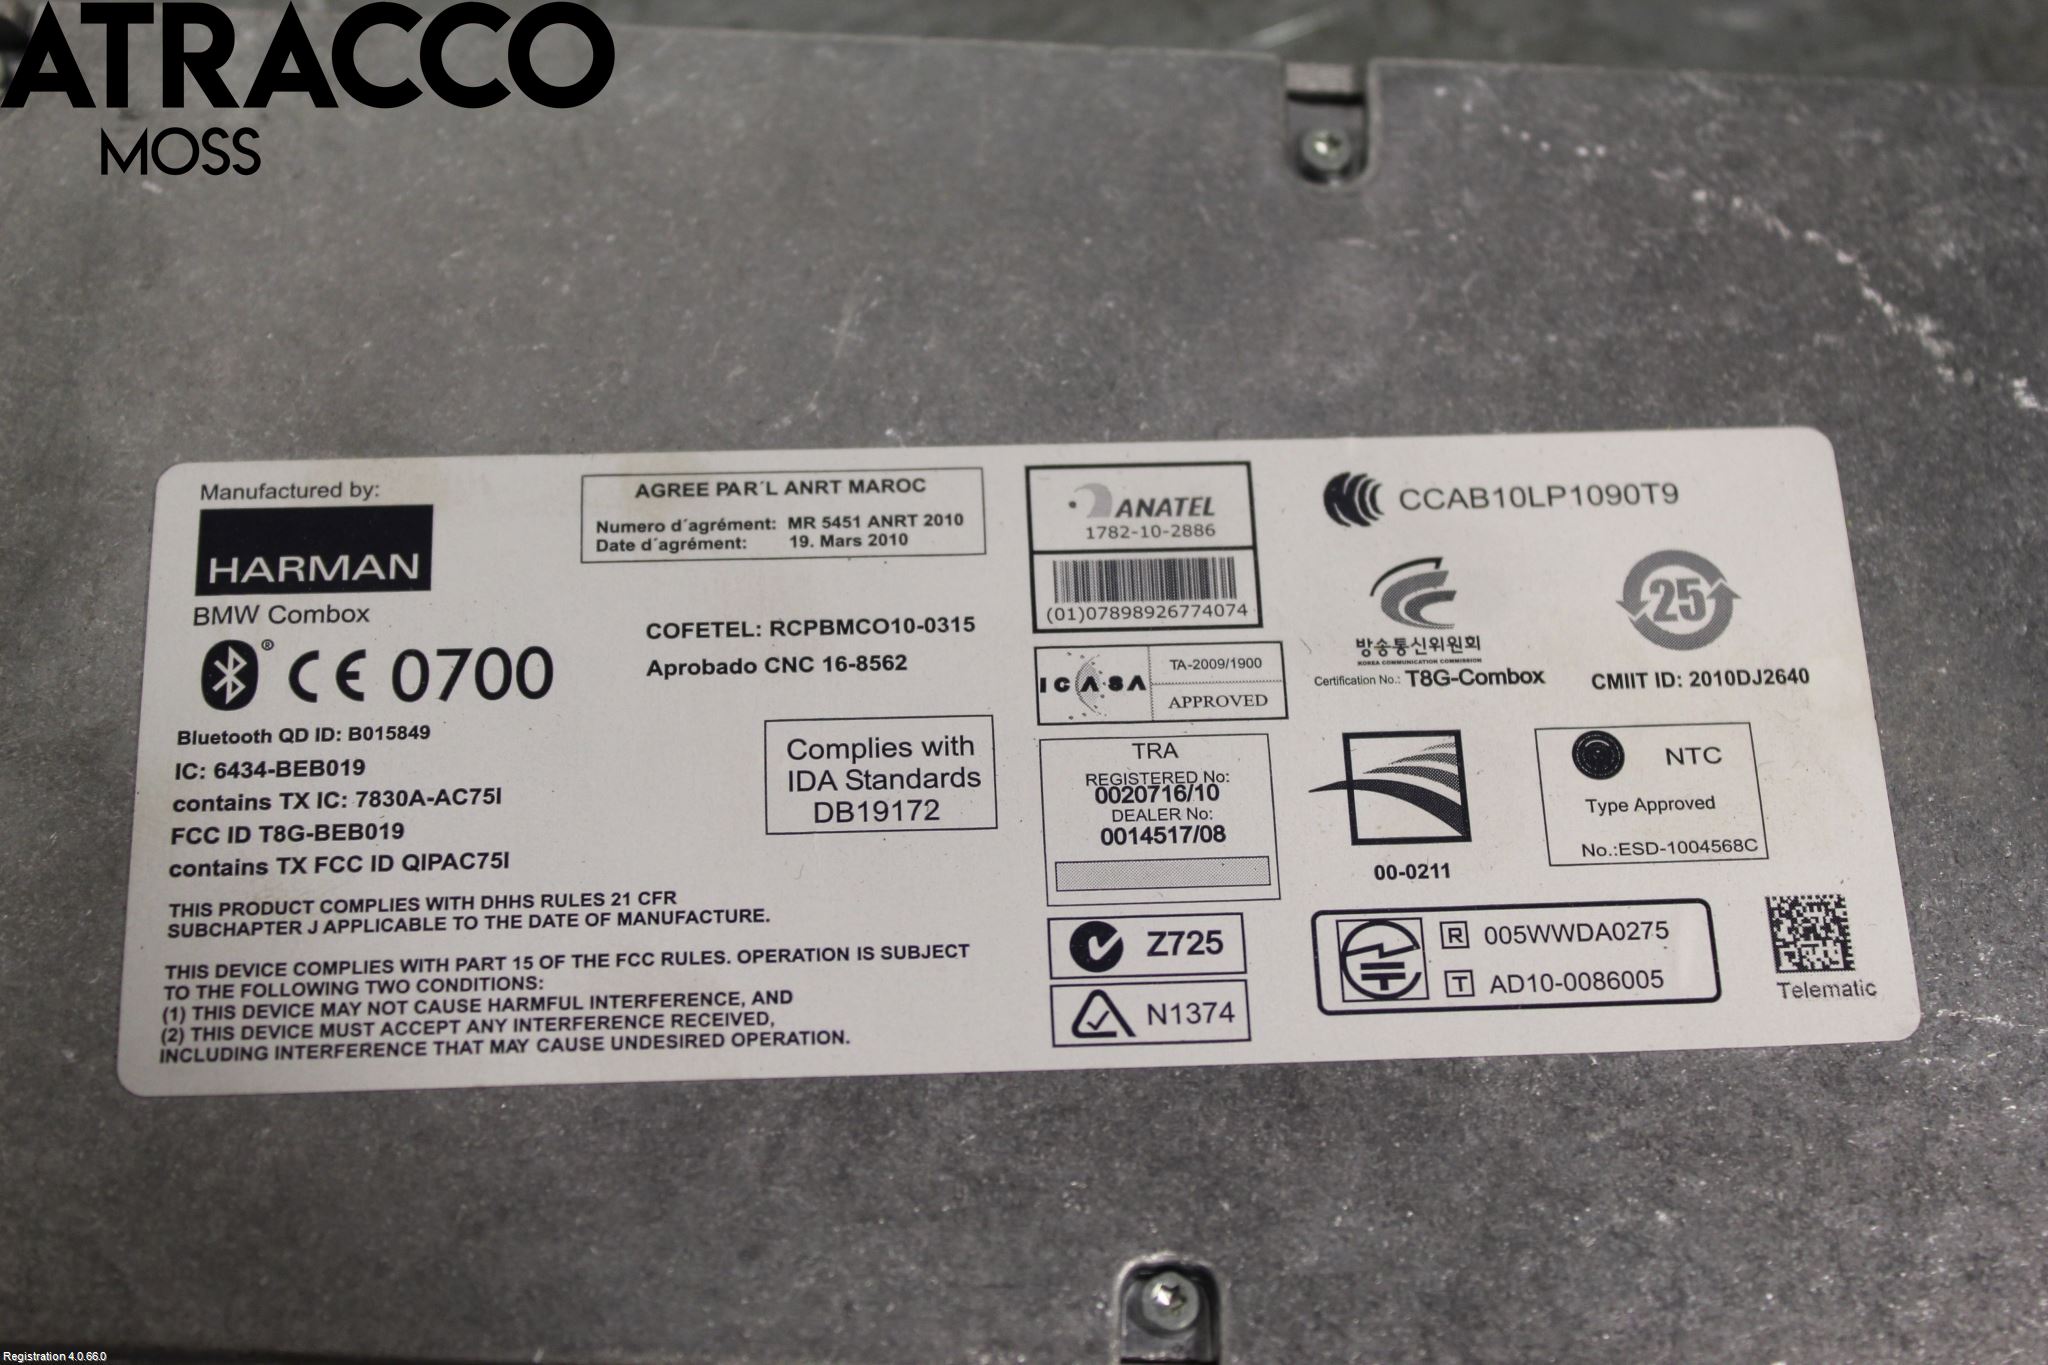 ATRACCO
MOSS
Manufactured by:
HARMAN
BMW Combox
® CE 0700
Bluetooth QD ID: B015849
IC: 6434-BEB019
contains TX IC: 7830A-AC75I
FCC ID T8G-BEB019
contains TX FCC ID QIPAC75I
THIS PRODUCT COMPLIES WITH DHHS RULES 21 CFR
SUBCHAPTER J APPLICABLE TO THE DATE OF MANUFACTURE.
THIS DEVICE COMPLIES WITH PART 15 OF THE FCC RULES. OPERATION IS SUBJECT
TO THE FOLLOWING TWO CONDITIONS:
(1) THIS DEVICE MAY NOT CAUSE HARMFUL INTERFERENCE, AND
(2) THIS DEVICE MUST ACCEPT ANY INTERFERENCE RECEIVED,
INCLUDING INTERFERENCE THAT MAY CAUSE UNDESIRED OPERATION.
AGREE PAR´L ANRT MAROC
Numero d´agrément: MR 5451 ANRT 2010
Date d´agrément: 19. Mars 2010
COFETEL: RCPBMCO10-0315
Aprobado CNC 16-8562
Complies with
IDA Standards
DB19172
ANATEL
1782-10-2886
(01)07898926774074
ICASA
TA-2009/1900
APPROVED
TRA
REGISTERED No:
0020716/10
DEALER No:
0014517/08
Z725
N1374
CCAB10LP1090T9
방송통신위원회
KOREA COMMUNICATIONS COMMISSION
Certification No.: T8G-Combox
25
CMIIT ID: 2010DJ2640
00-0211
NTC
Type Approved
No.:ESD-1004568C
R 005WWDA0275
T AD10-0086005
Telematic
Registration 4.0.66.0